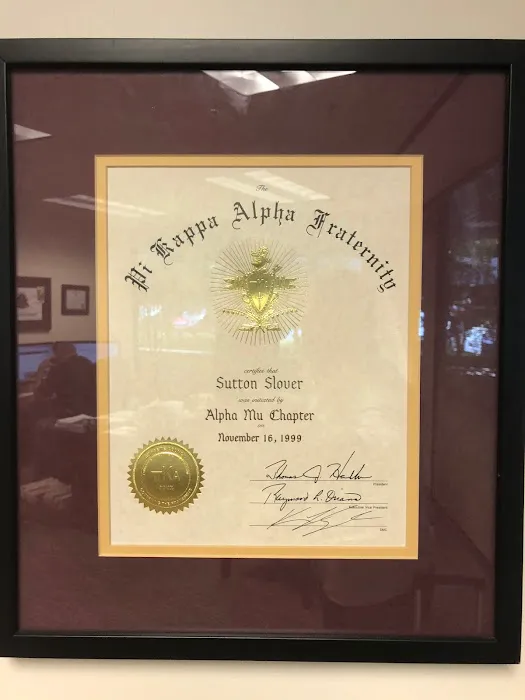 The
Pi Kappa Alpha Fraternity
certifies that
Sutton Slover
was initiated by
Alpha Mu Chapter
on
November 16, 1999
President
Executive Vice President